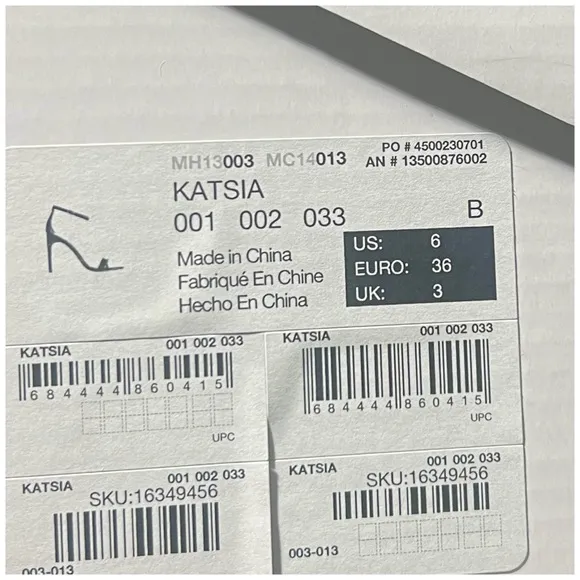 PO # 4500230701
MH13003 MC14013 AN # 13500876002
KATSIA
001 002 033 B
Made in China
Fabriqué En Chine
Hecho En China
US: 6
EURO: 36
UK: 3
KATSIA 001 002 033
6 84444 86041 5
UPC
KATSIA 001 002 033
6 84444 86041 5
UPC
KATSIA 001 002 033
SKU:16349456
003-013
KATSIA 001 002 033
SKU:16349456
003-013